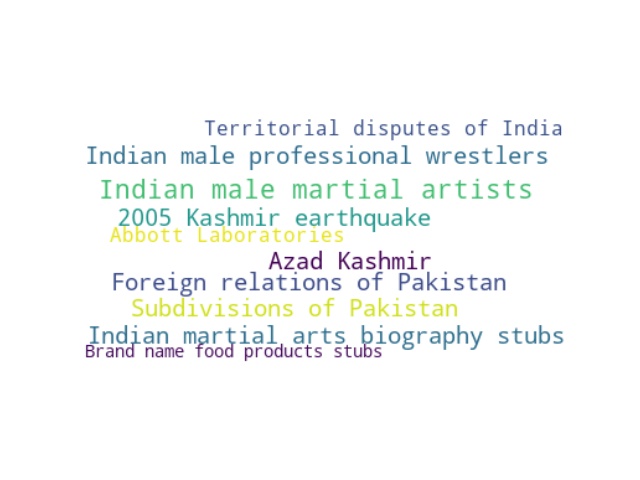 Territorial disputes of India
Indian male professional wrestlers
Indian male martial artists
2005 Kashmir earthquake
Abbott Laboratories
Azad Kashmir
Foreign relations of Pakistan
Subdivisions of Pakistan
Indian martial arts biography stubs
Brand name food products stubs